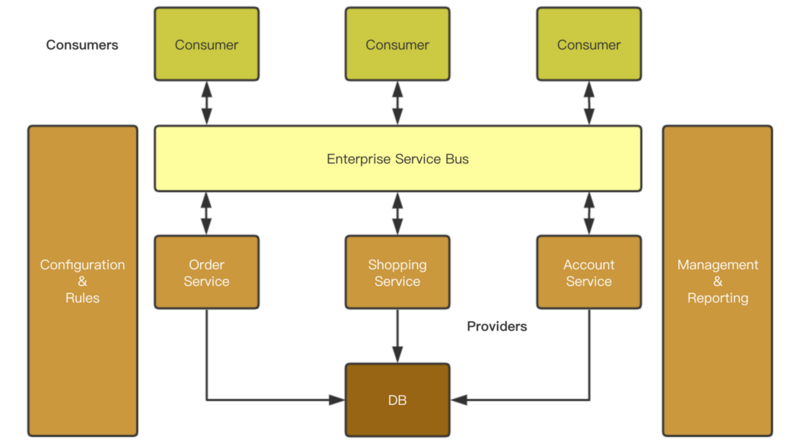 Consumers
Consumer
Consumer
Consumer
Enterprise Service Bus
Configuration
&
Rules
Order
Service
Shopping
Service
Account
Service
Management
&
Reporting
Providers
DB